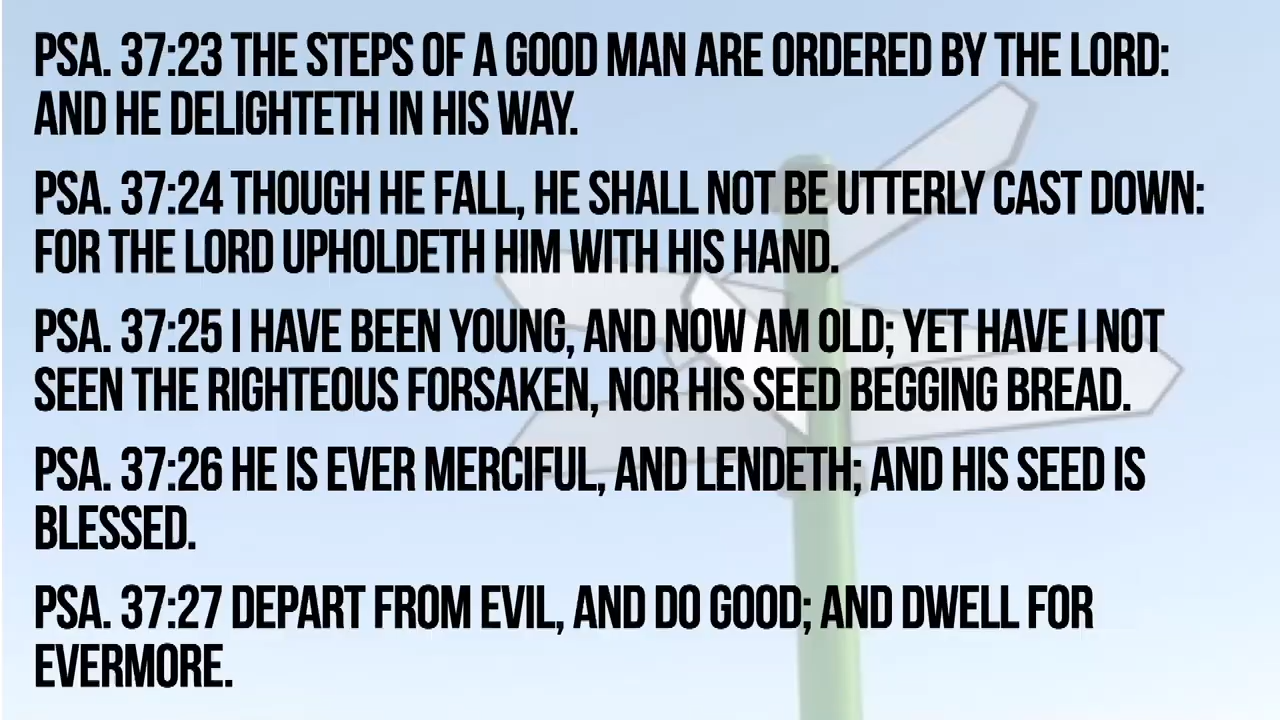 PSA. 37:23 THE STEPS OF A GOOD MAN ARE ORDERED BY THE LORD:
AND HE DELIGHTETH IN HIS WAY.
PSA. 37:24 THOUGH HE FALL, HE SHALL NOT BE UTTERLY CAST DOWN:
FOR THE LORD UPHOLDETH HIM WITH HIS HAND.
PSA. 37:25 I HAVE BEEN YOUNG, AND NOW AM OLD; YET HAVE I NOT
SEEN THE RIGHTEOUS FORSAKEN, NOR HIS SEED BEGGING BREAD.
PSA. 37:26 HE IS EVER MERCIFUL, AND LENDETH; AND HIS SEED IS
BLESSED.
PSA. 37:27 DEPART FROM EVIL, AND DO GOOD; AND DWELL FOR
EVERMORE.